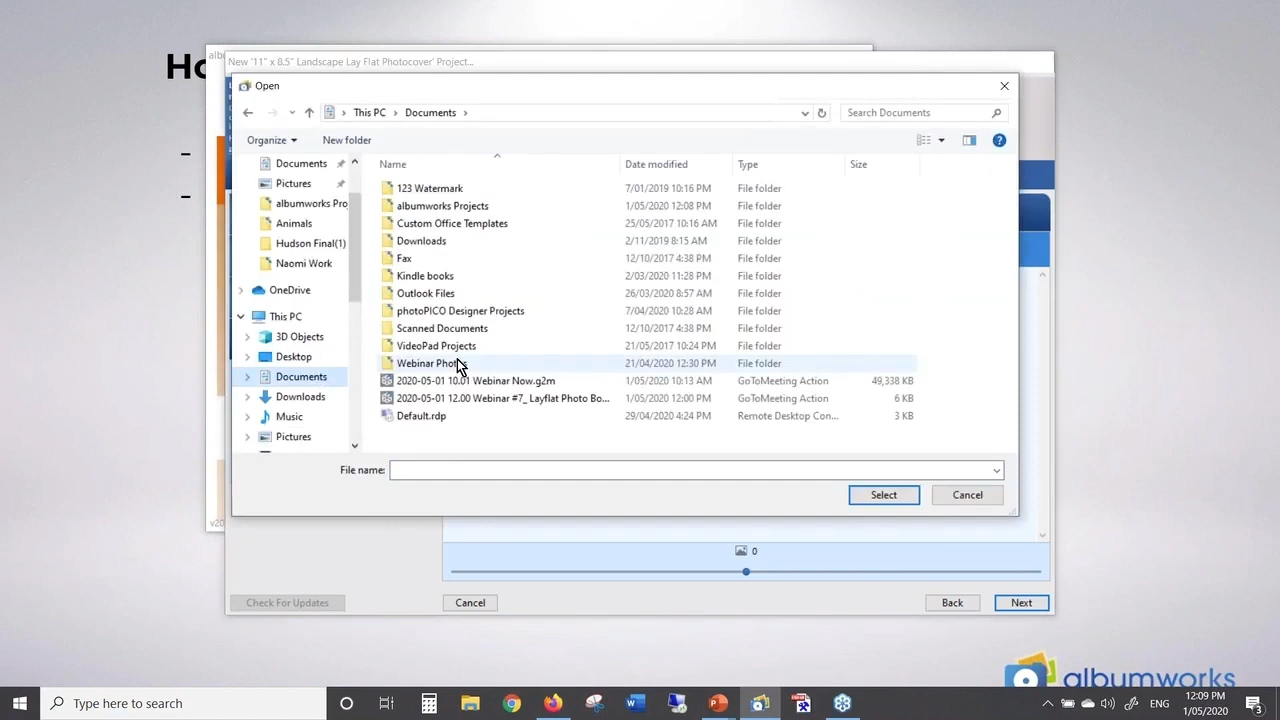 Ho
albu
New '11" x 8.5" Landscape Lay Flat Photocover' Project...
Open
This PC
Documents
Search Documents
Organize
New folder
Documents
Pictures
albumworks Pro
Animals
Hudson Final(1)
Naomi Work
OneDrive
This PC
3D Objects
Desktop
Documents
Downloads
Music
Pictures
Name Date modified Type Size
123 Watermark 7/01/2019 10:16 PM File folder
albumworks Projects 1/05/2020 12:08 PM File folder
Custom Office Templates 25/05/2017 10:16 AM File folder
Downloads 2/11/2019 8:15 AM File folder
Fax 12/10/2017 4:38 PM File folder
Kindle books 2/03/2020 11:28 PM File folder
Outlook Files 26/03/2020 8:57 AM File folder
photoPICO Designer Projects 7/04/2020 10:28 AM File folder
Scanned Documents 12/10/2017 4:38 PM File folder
VideoPad Projects 21/05/2017 10:24 PM File folder
Webinar Photos 21/04/2020 12:30 PM File folder
2020-05-01 10.01 Webinar Now.g2m 1/05/2020 10:13 AM GoToMeeting Action 49,338 KB
2020-05-01 12.00 Webinar #7_ Layflat Photo Bo... 1/05/2020 12:00 PM GoToMeeting Action 6 KB
Default.rdp 29/04/2020 4:24 PM Remote Desktop Con... 3 KB
File name:
Select
Cancel
v20
0
Check For Updates
Cancel
Back
Next
albumworks
Type here to search
ENG
12:09 PM
1/05/2020
3